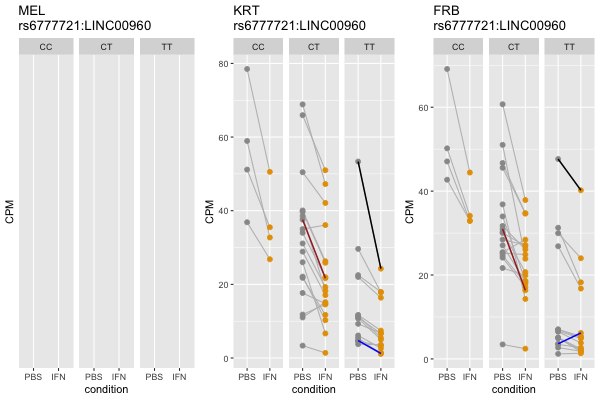 MEL
rs6777721:LINC00960
CC CT TT
CPM
PBS IFN PBS IFN PBS IFN
condition
KRT
rs6777721:LINC00960
CC CT TT
80
60
40
20
0
CPM
PBS IFN PBS IFN PBS IFN
condition
FRB
rs6777721:LINC00960
CC CT TT
60
40
20
0
CPM
PBS IFN PBS IFN PBS IFN
condition